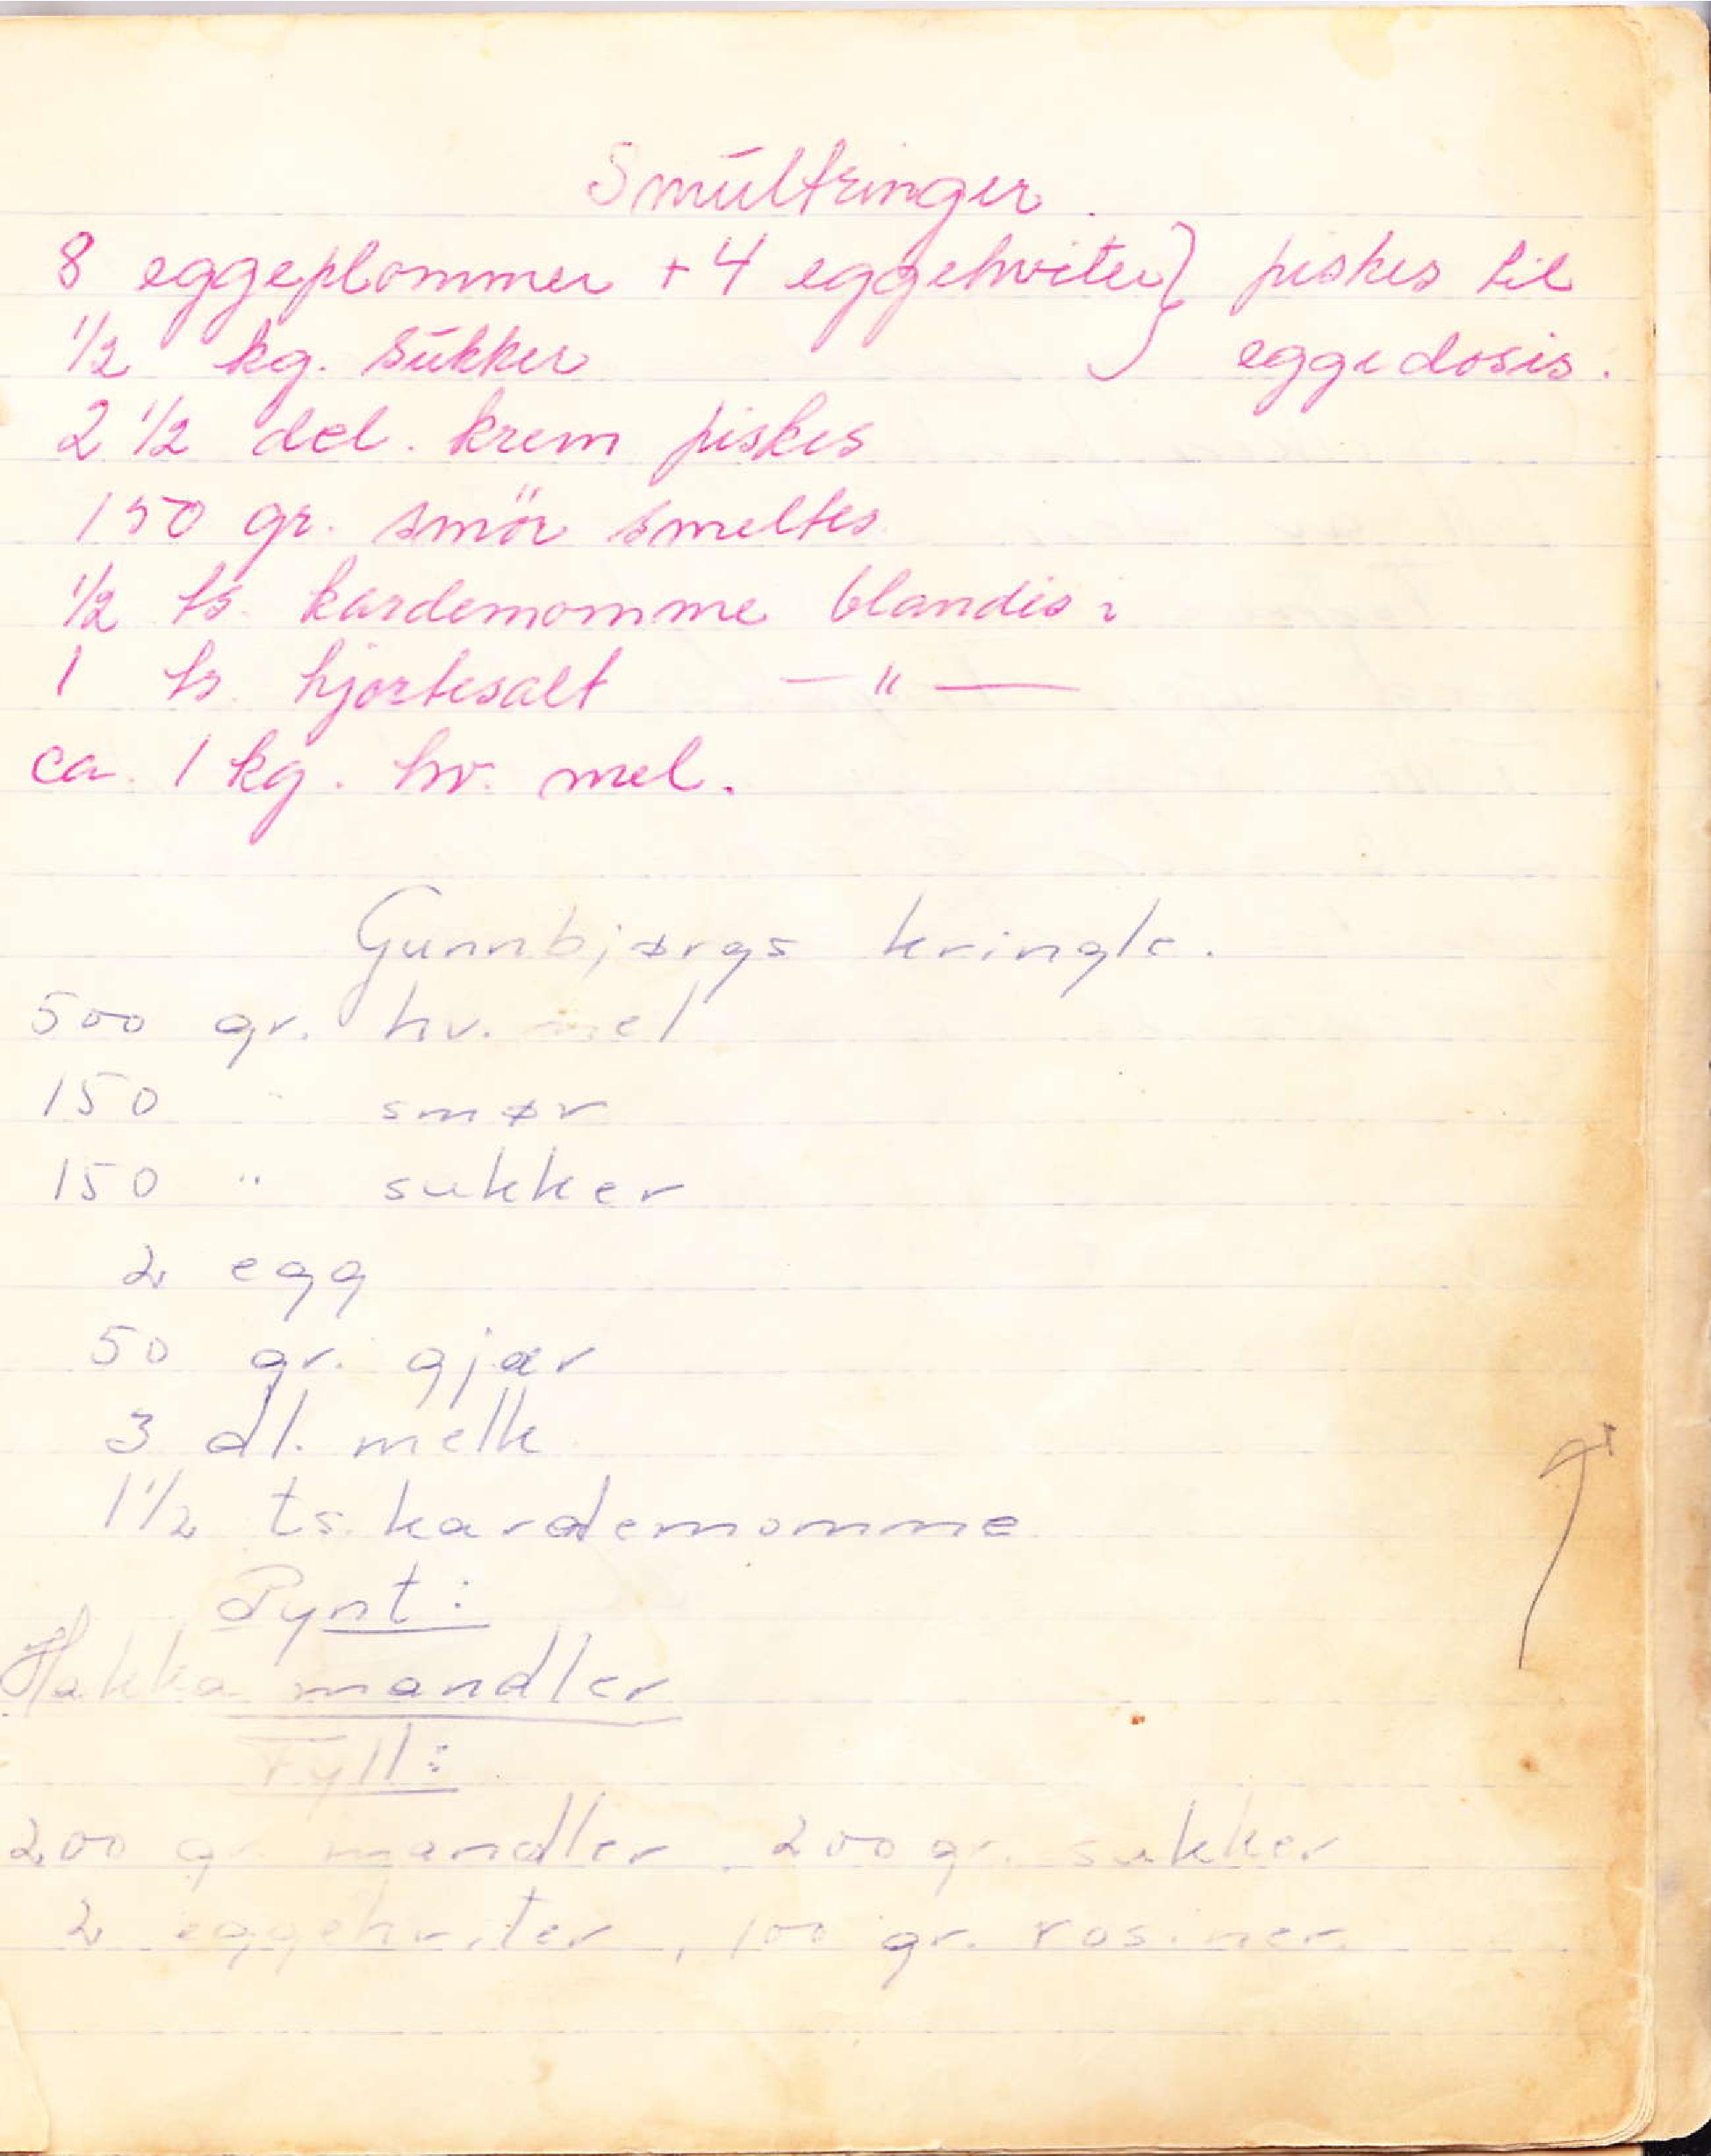 Smultringer.
8 eggeplommer + 4 eggehviter } piskes til
1/2 kg. sukker } eggedosis.
2 1/2 del. krem piskes
150 gr. smör smeltes
1/2 ts. kardemomme blandes i
1 ts. hjortesalt — " —
ca. 1 kg. hv. mel.
Gunnbjørgs kringle.
500 gr. hv. mel
150 " smør
150 " sukker
2 egg
50 gr. gjær
3 dl. melk
1 1/2 ts. kardemomme
Pynt:
Hakka mandler
Fyll:
200 gr. mandler, 200 gr. sukker
2 eggehviter, 100 gr. rosiner.